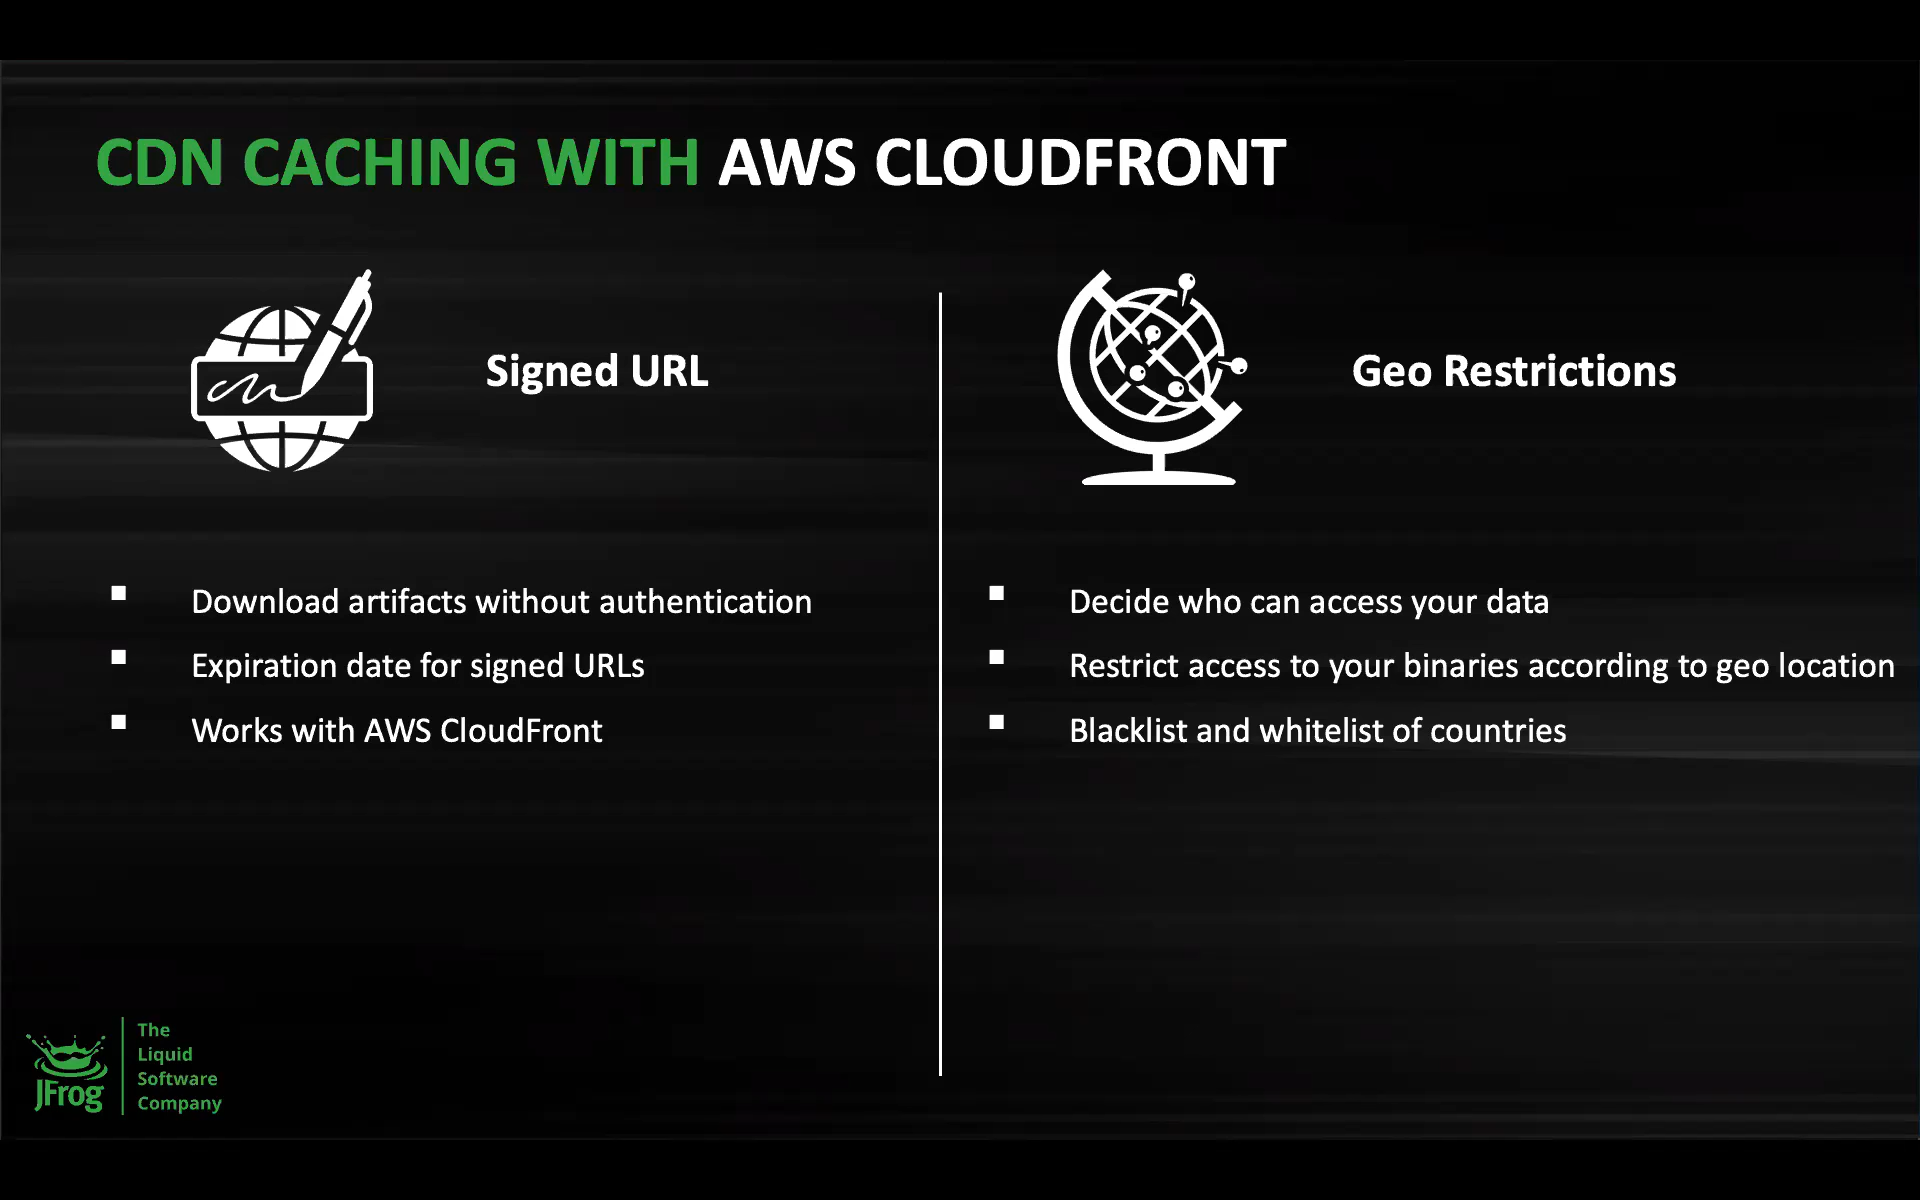 CDN CACHING WITH AWS CLOUDFRONT
Signed URL
Download artifacts without authentication
Expiration date for signed URLs
Works with AWS CloudFront
Geo Restrictions
Decide who can access your data
Restrict access to your binaries according to geo location
Blacklist and whitelist of countries
JFrog
The
Liquid
Software
Company